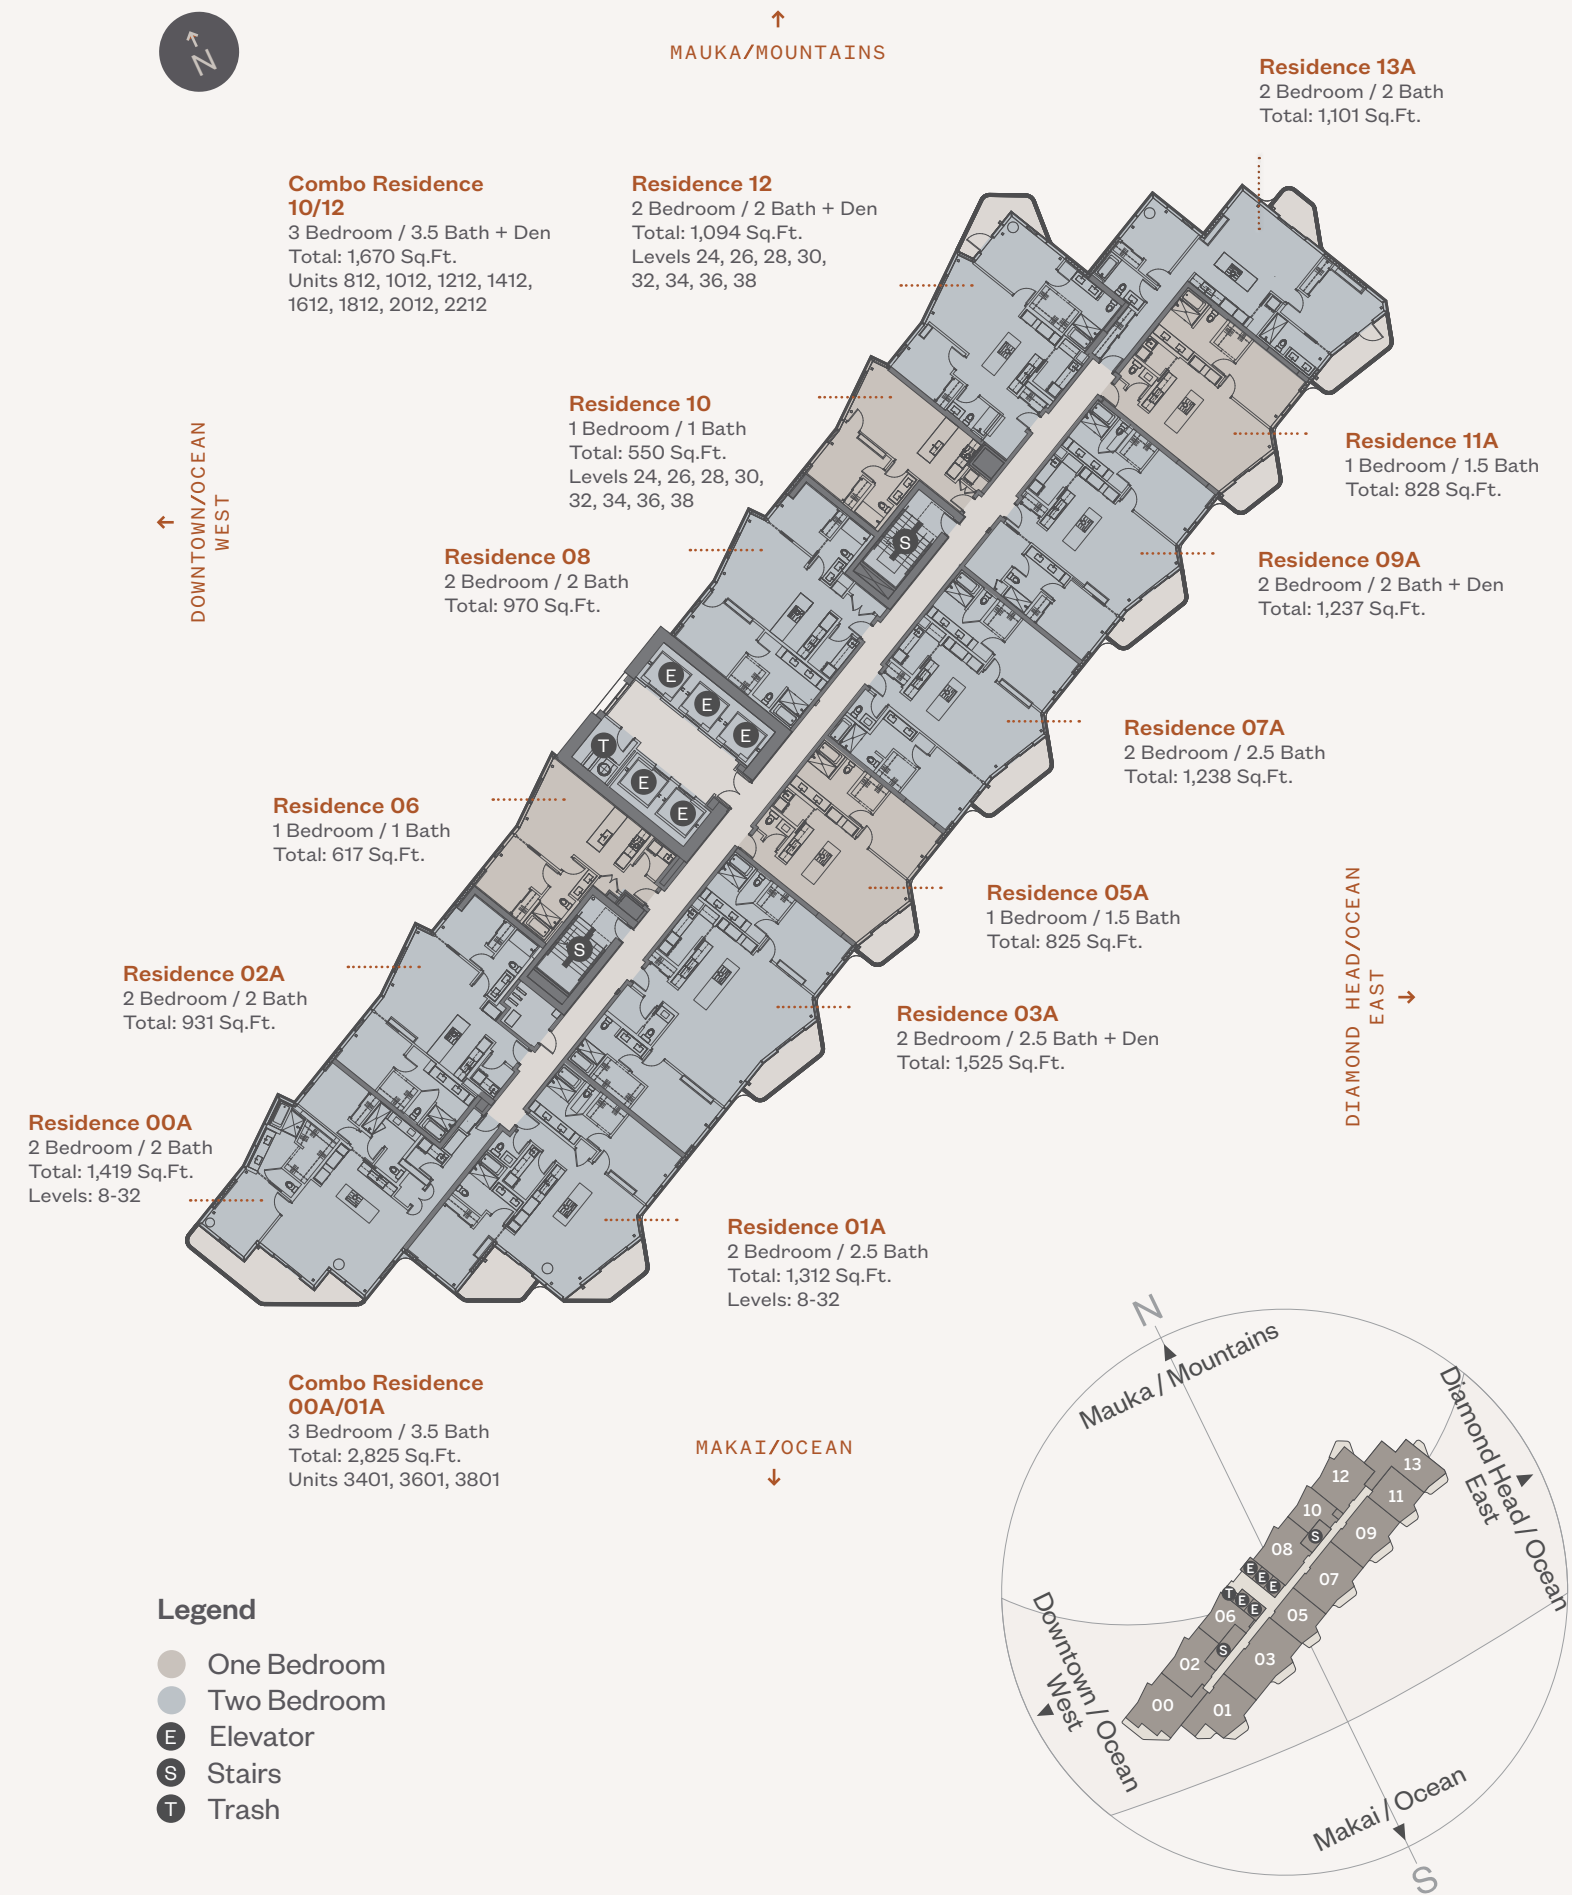 N
MAUKA/MOUNTAINS
Residence 13A
2 Bedroom / 2 Bath
Total: 1,101 Sq.Ft.
Combo Residence
10/12
3 Bedroom / 3.5 Bath + Den
Total: 1,670 Sq.Ft.
Units 812, 1012, 1212, 1412,
1612, 1812, 2012, 2212
Residence 12
2 Bedroom / 2 Bath + Den
Total: 1,094 Sq.Ft.
Levels 24, 26, 28, 30,
32, 34, 36, 38
Residence 10
1 Bedroom / 1 Bath
Total: 550 Sq.Ft.
Levels 24, 26, 28, 30,
32, 34, 36, 38
DOWNTOWN/OCEAN
WEST
Residence 11A
1 Bedroom / 1.5 Bath
Total: 828 Sq.Ft.
Residence 08
2 Bedroom / 2 Bath
Total: 970 Sq.Ft.
Residence 09A
2 Bedroom / 2 Bath + Den
Total: 1,237 Sq.Ft.
S
E
E
E
T
E
E
S
Residence 07A
2 Bedroom / 2.5 Bath
Total: 1,238 Sq.Ft.
Residence 06
1 Bedroom / 1 Bath
Total: 617 Sq.Ft.
Residence 05A
1 Bedroom / 1.5 Bath
Total: 825 Sq.Ft.
DIAMOND HEAD/OCEAN
EAST
Residence 02A
2 Bedroom / 2 Bath
Total: 931 Sq.Ft.
Residence 03A
2 Bedroom / 2.5 Bath + Den
Total: 1,525 Sq.Ft.
Residence 00A
2 Bedroom / 2 Bath
Total: 1,419 Sq.Ft.
Levels: 8-32
Residence 01A
2 Bedroom / 2.5 Bath
Total: 1,312 Sq.Ft.
Levels: 8-32
Combo Residence
00A/01A
3 Bedroom / 3.5 Bath
Total: 2,825 Sq.Ft.
Units 3401, 3601, 3801
MAKAI/OCEAN
Legend
One Bedroom
Two Bedroom
E Elevator
S Stairs
T Trash
N
Mauka / Mountains
Diamond Head / Ocean
East
13
12
11
10
S
09
08
E
E
E
07
T
E
E
06
05
S
03
02
00
01
Downtown / Ocean
West
Makai / Ocean
S